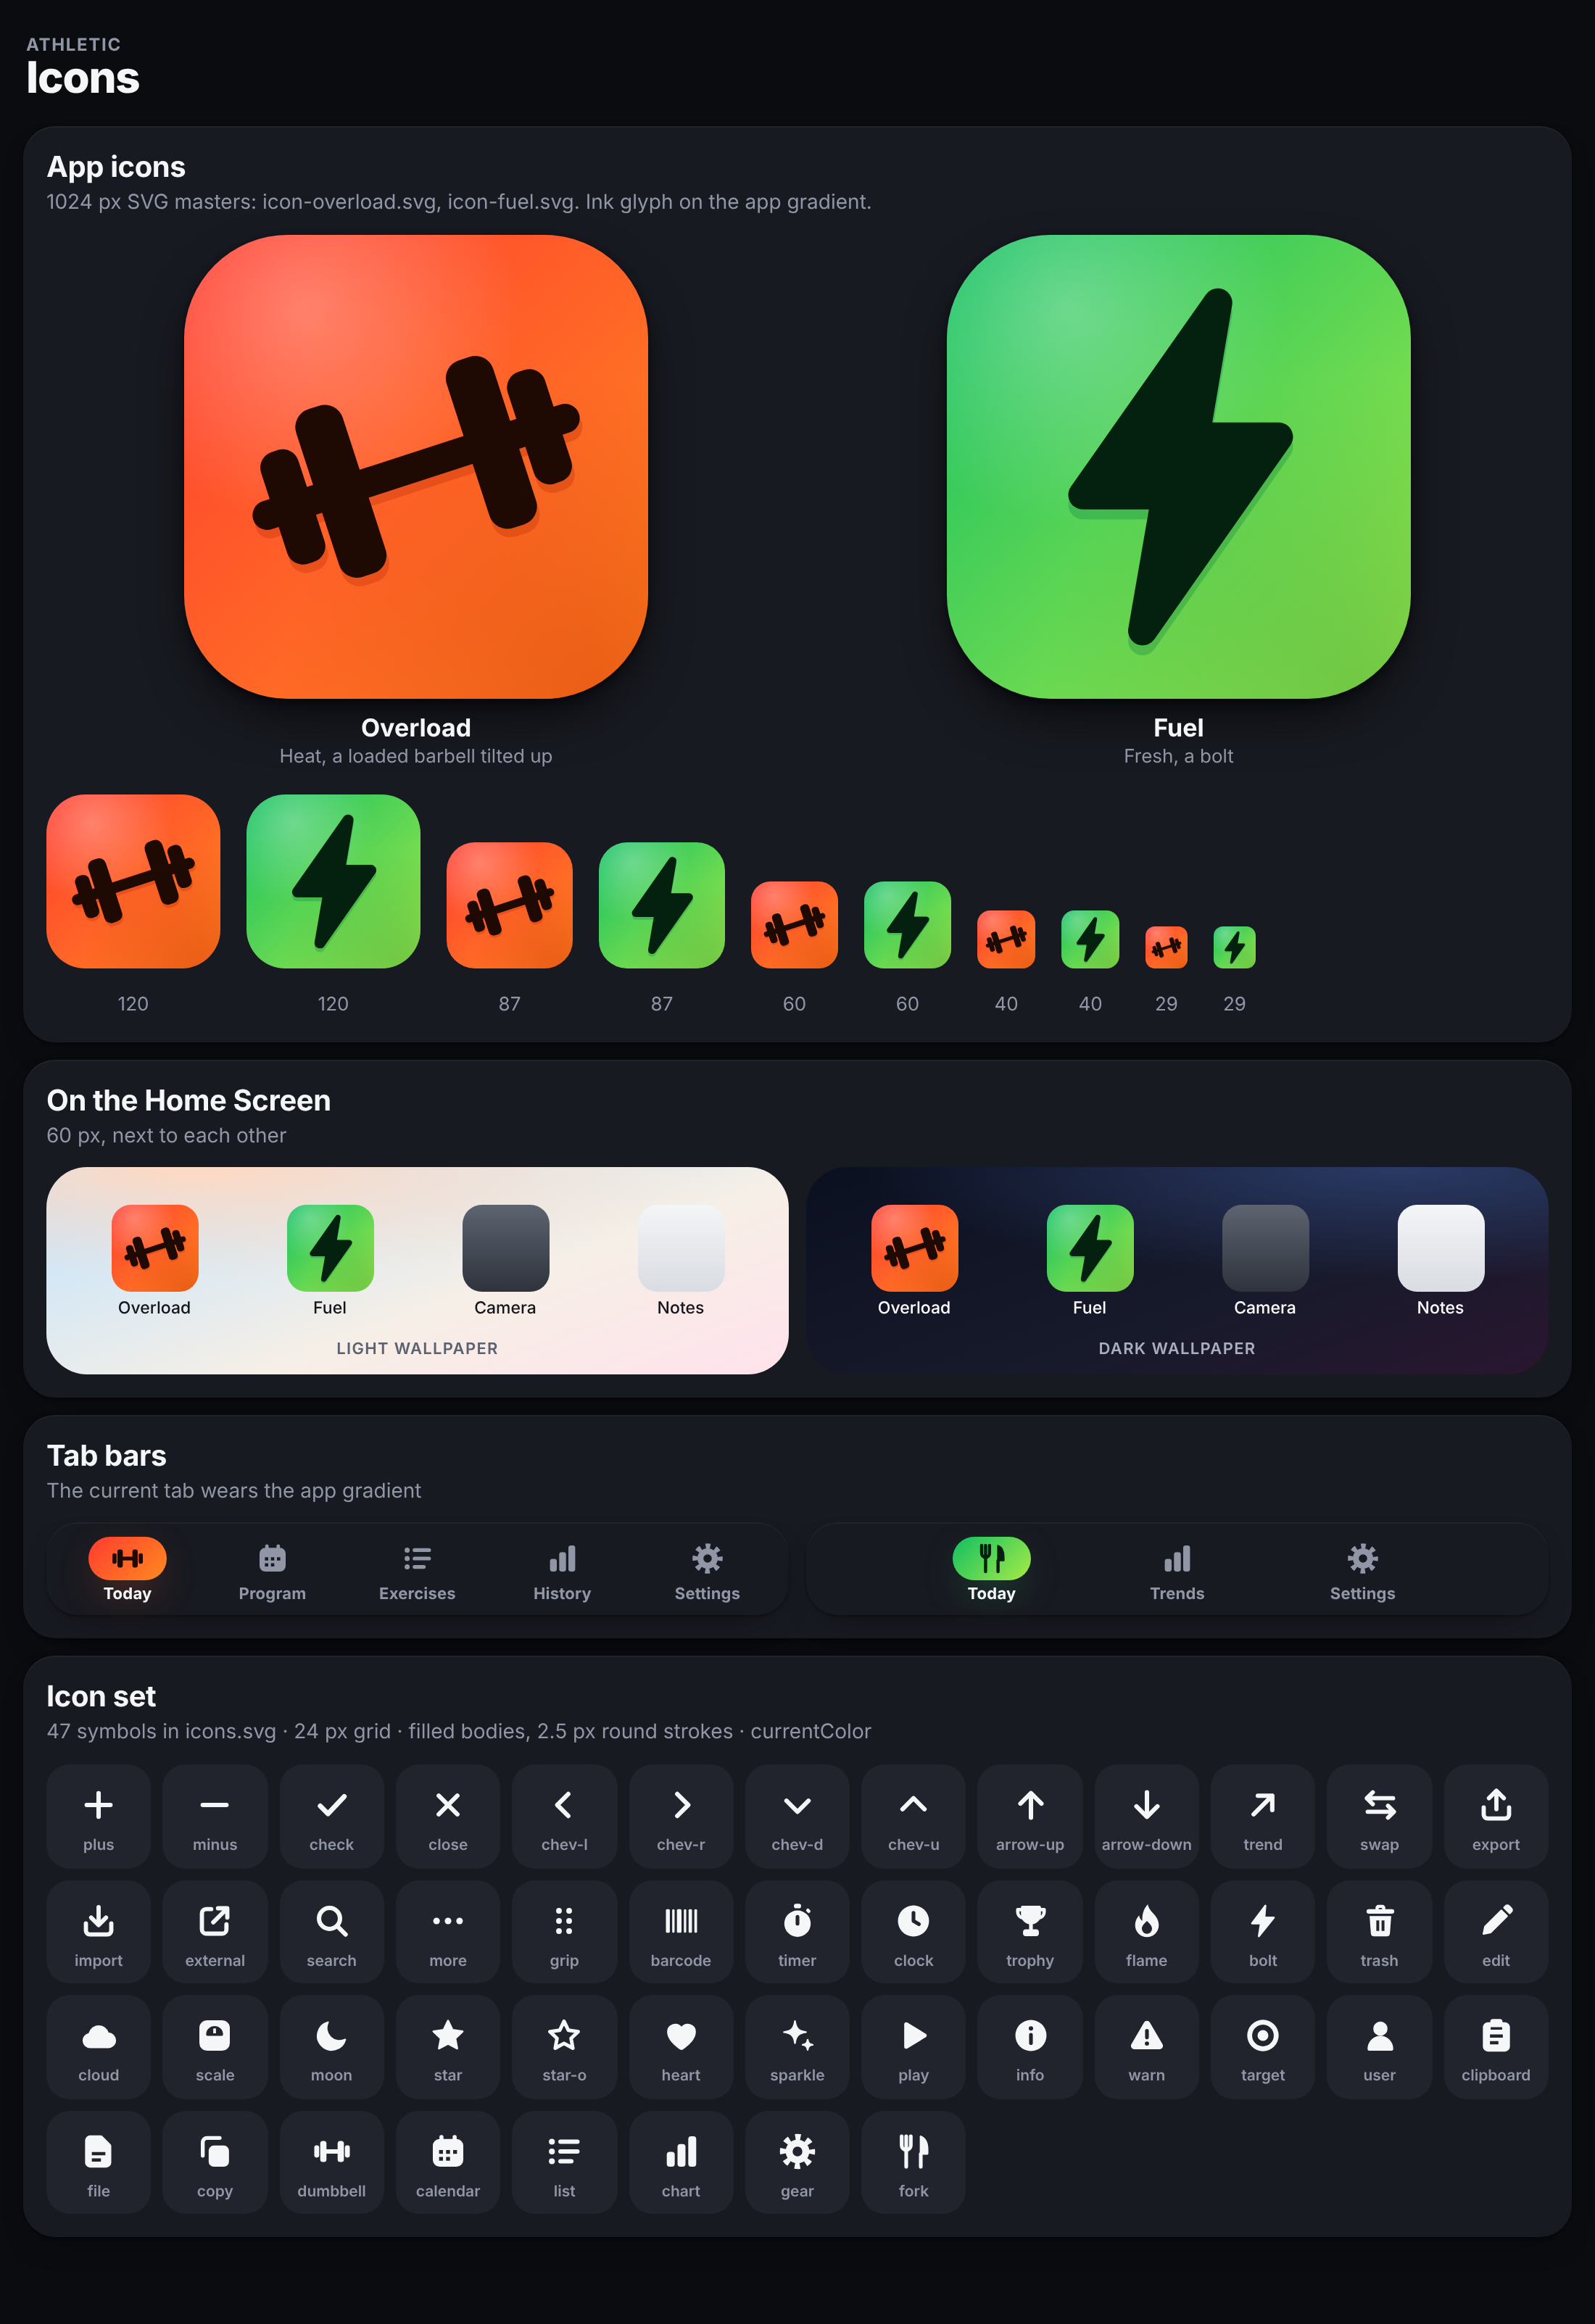 ATHLETIC
Icons
App icons
1024 px SVG masters: icon-overload.svg, icon-fuel.svg. Ink glyph on the app gradient.
Overload
Heat, a loaded barbell tilted up
Fuel
Fresh, a bolt
120 120 87 87 60 60 40 40 29 29
On the Home Screen
60 px, next to each other
Overload Fuel Camera Notes
LIGHT WALLPAPER
Overload Fuel Camera Notes
DARK WALLPAPER
Tab bars
The current tab wears the app gradient
Today Program Exercises History Settings
Today Trends Settings
Icon set
47 symbols in icons.svg · 24 px grid · filled bodies, 2.5 px round strokes · currentColor
plus minus check close chev-l chev-r chev-d chev-u arrow-up arrow-down trend swap export
import external search more grip barcode timer clock trophy flame bolt trash edit
cloud scale moon star star-o heart sparkle play info warn target user clipboard
file copy dumbbell calendar list chart gear fork